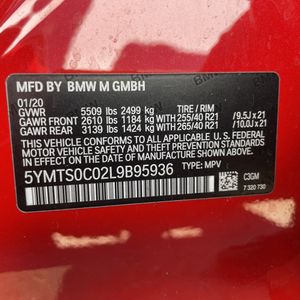 MFD BY BMW M GMBH
01/20
GVWR 5509 lbs 2499 kg TIRE / RIM
GAWR FRONT 2610 lbs 1184 kg with 255/40 R21 /9.5J x 21
GAWR REAR 3139 lbs 1424 kg with 265/40 R21 /10.0J x 21
THIS VEHICLE CONFORMS TO ALL APPLICABLE
U.S. FEDERAL MOTOR VEHICLE SAFETY STANDARDS
IN EFFECT ON THE DATE OF MANUFACTURE
SHOWN ABOVE.
5YMTS0C02L9B95936 TYPE: MPV C3GM
7 320 730